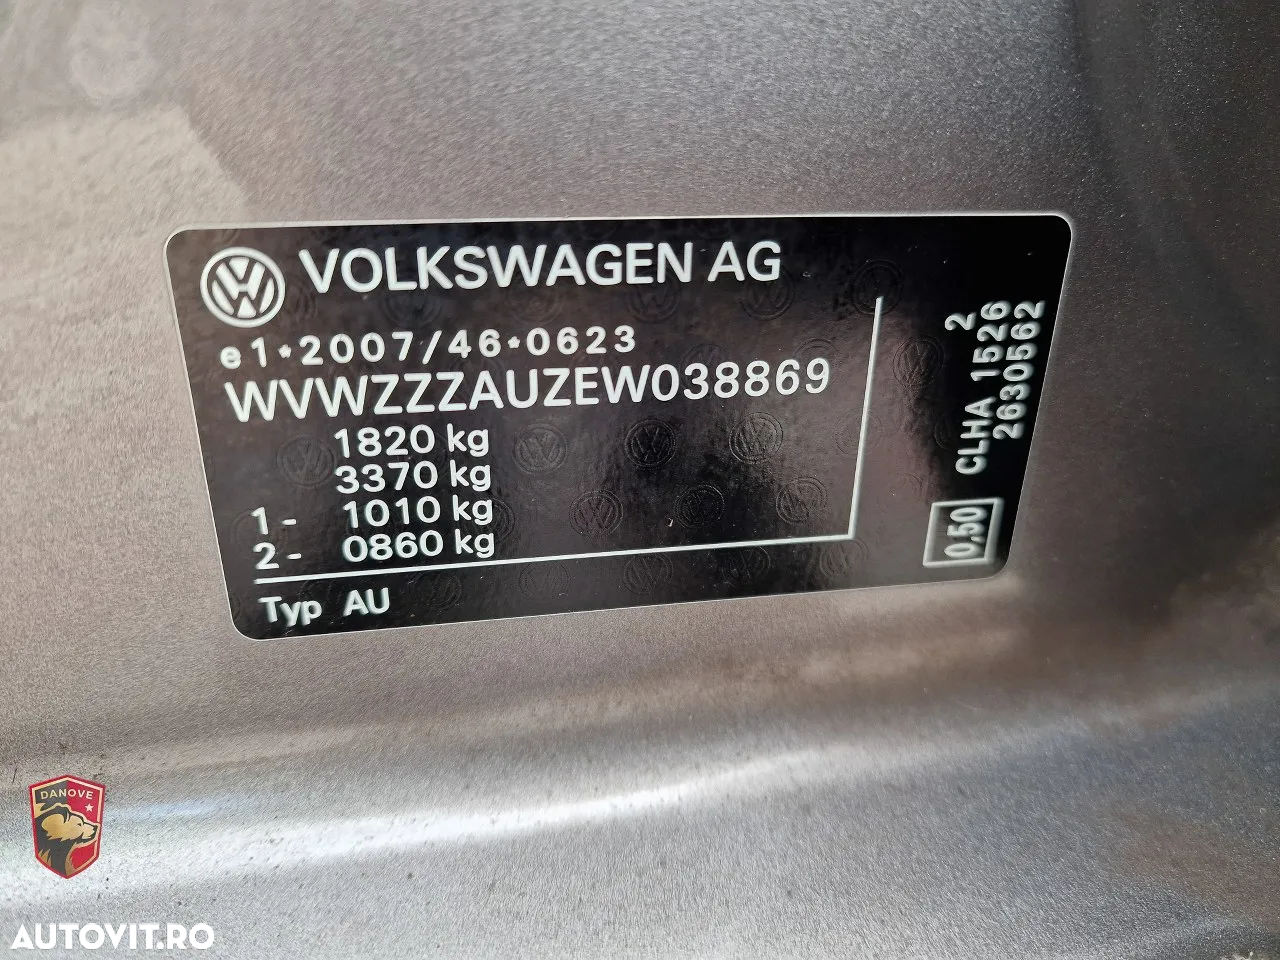 VOLKSWAGEN AG
e1*2007/46*0623
WVWZZZAUZEW038869
1820 kg
3370 kg
1- 1010 kg
2- 0860 kg
Typ AU
2
CLHA 1526
2630562
0,50
DANOVE
AUTOVIT.RO